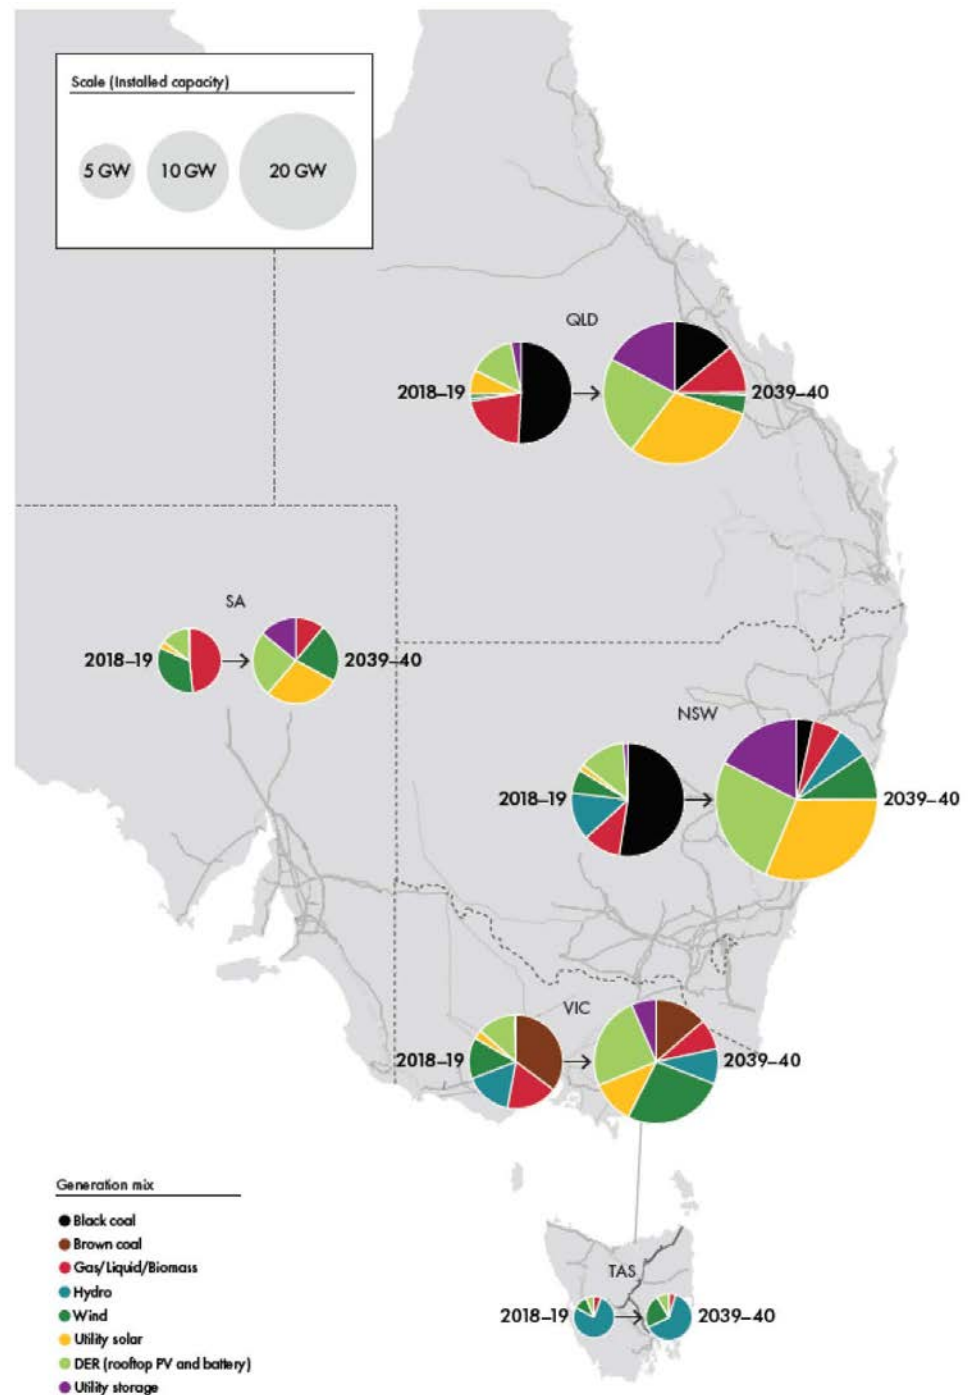 Scale (Installed capacity)
5 GW
10 GW
20 GW
QLD
2018–19
2039–40
SA
2018–19
2039–40
NSW
2018–19
2039–40
VIC
2018–19
2039–40
Generation mix
Black coal
Brown coal
Gas/Liquid/Biomass
Hydro
Wind
Utility solar
DER (rooftop PV and battery)
Utility storage
TAS
2018–19
2039–40